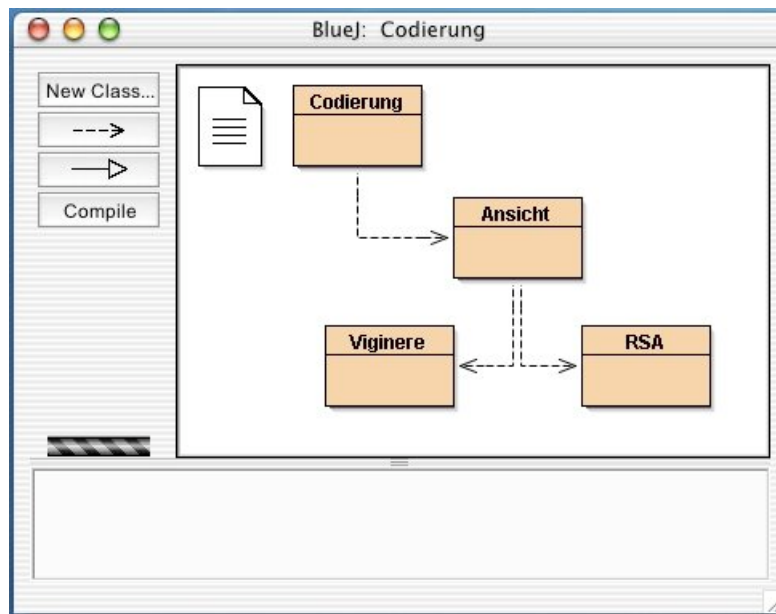 BlueJ: Codierung
New Class...
Compile
Codierung
Ansicht
Viginere
RSA